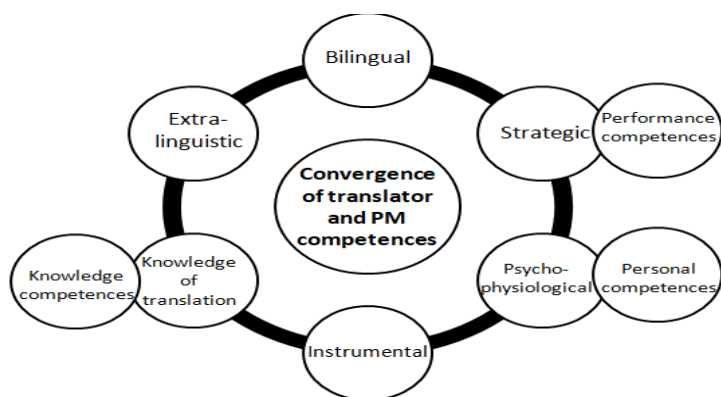 Bilingual
Extra-
linguistic
Strategic
Performance
competences
Convergence
of translator
and PM
competences
Knowledge
competences
Knowledge
of
translation
Psycho-
physiological
Personal
competences
Instrumental